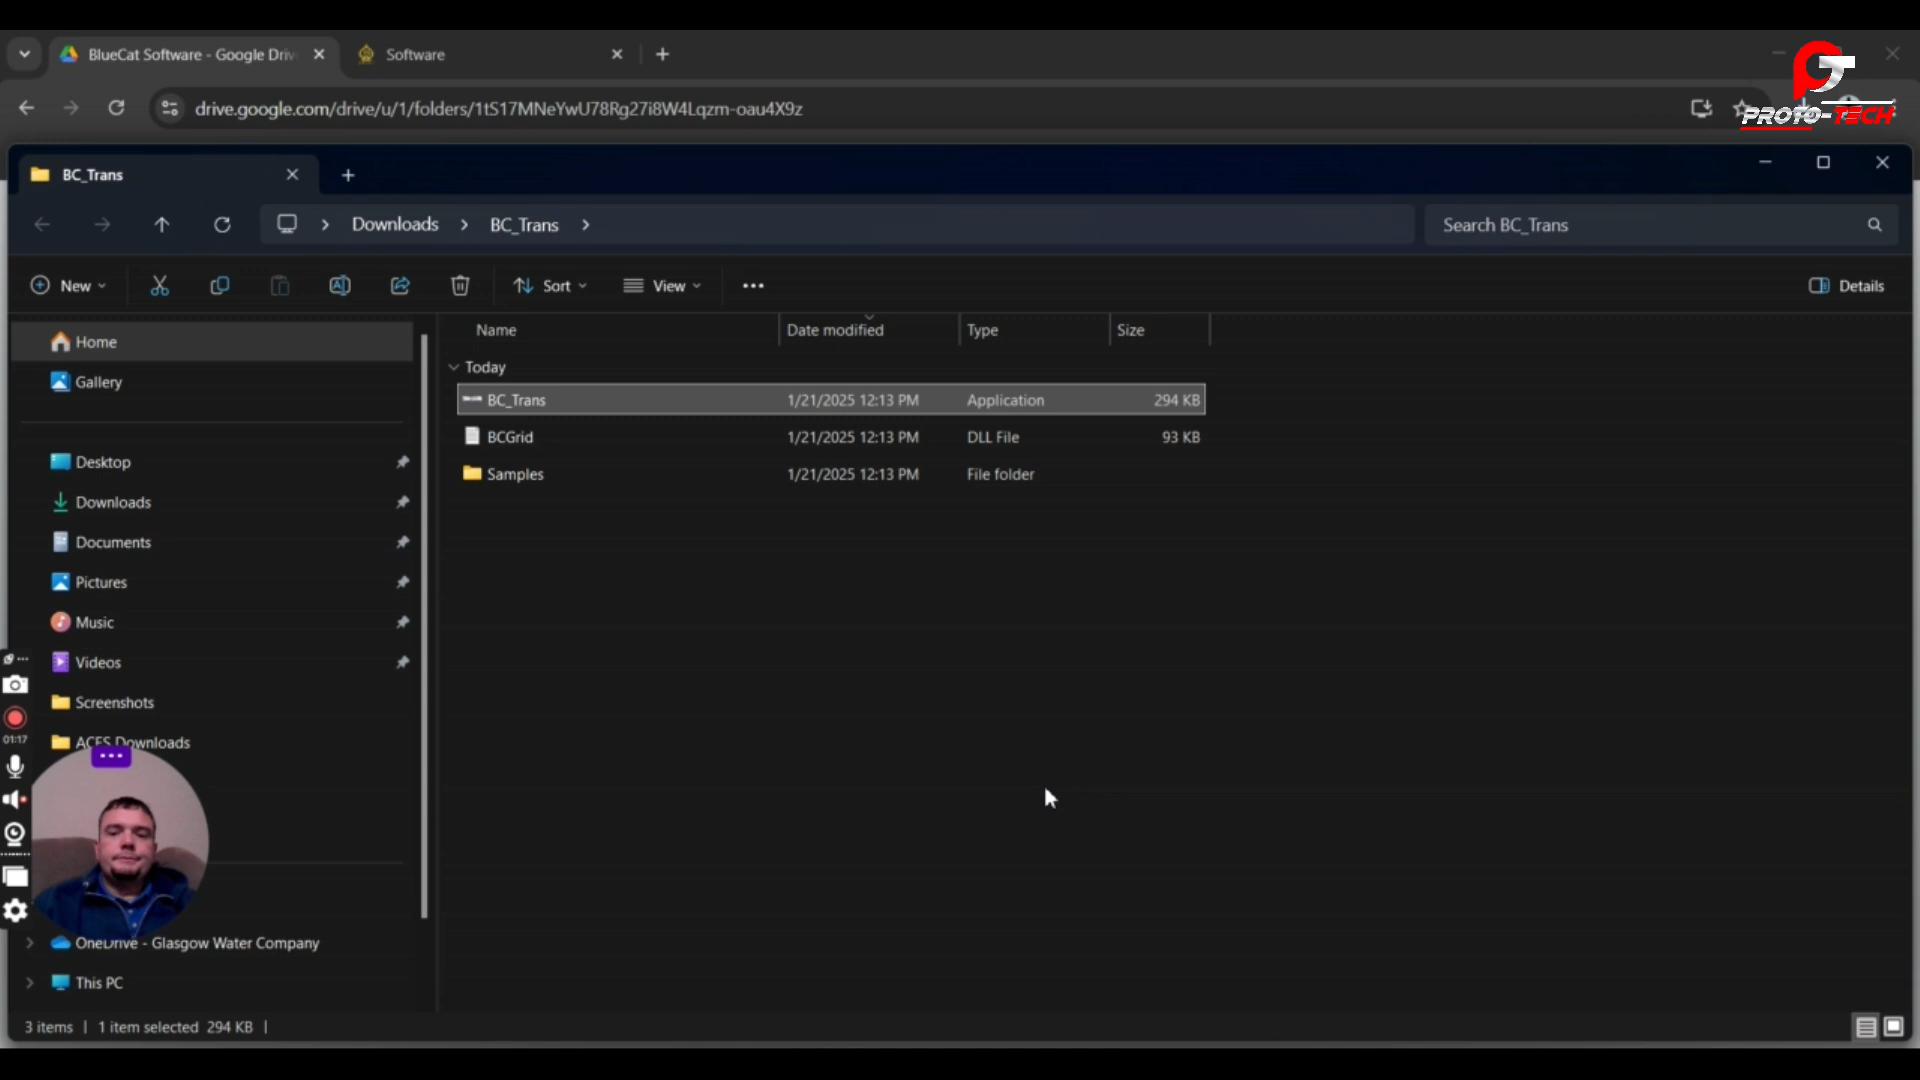 BlueCat Software - Google Driv
Software
drive.google.com/drive/u/1/folders/1tS17MNeYwU78Rg27i8W4Lqzm-oau4X9z
PROTO-TECH
BC_Trans
Downloads
BC_Trans
Search BC_Trans
New
Sort
View
Details
Name
Date modified
Type
Size
Home
Gallery
Today
BC_Trans 1/21/2025 12:13 PM Application 294 KB
BCGrid 1/21/2025 12:13 PM DLL File 93 KB
Samples 1/21/2025 12:13 PM File folder
Desktop
Downloads
Documents
Pictures
Music
Videos
Screenshots
ACES Downloads
01:17
OneDrive - Glasgow Water Company
This PC
3 items | 1 item selected 294 KB |